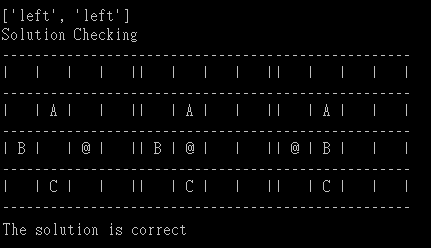 ['left', 'left']
Solution Checking
---------------------------------------------------
|   |   |   |   ||   |   |   |   ||   |   |   |   |
---------------------------------------------------
|   | A |   |   ||   | A |   |   ||   | A |   |   |
---------------------------------------------------
| B |   | @ |   || B | @ |   |   || @ | B |   |   |
---------------------------------------------------
|   | C |   |   ||   | C |   |   ||   | C |   |   |
---------------------------------------------------
The solution is correct